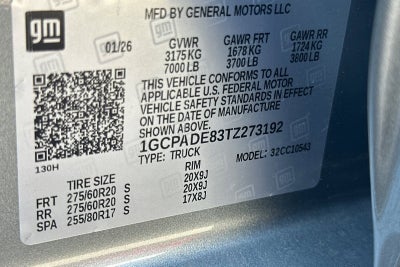 gm
MFD BY GENERAL MOTORS LLC
01/26 GVWR GAWR FRT GAWR RR
3175 KG 1678 KG 1724 KG
7000 LB 3700 LB 3800 LB
THIS VEHICLE CONFORMS TO ALL
APPLICABLE U.S. FEDERAL MOTOR
VEHICLE SAFETY STANDARDS IN
EFFECT ON THE DATE OF MANUFACTURE
SHOWN ABOVE.
1GCPADE83TZ273192
TYPE: TRUCK 32CC10543
130H
TIRE SIZE RIM
FRT 275/60R20 S 20X9J
RR 275/60R20 S 20X9J
SPA 255/80R17 S 17X8J